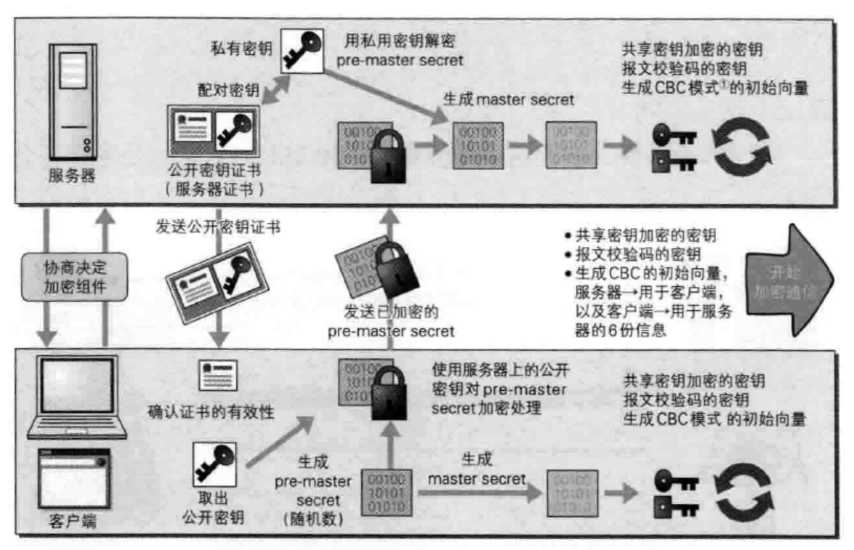 私有密钥
用私用密钥解密
pre-master secret
配对密钥
生成 master secret
共享密钥加密的密钥
报文校验码的密钥
生成 CBC 模式①的初始向量
00100
10101
01010
00100
10101
01010
00100
10101
01010
服务器
公开密钥证书
（服务器证书）
发送公开密钥证书
协商决定
加密组件
发送已加密的
pre-master secret
• 共享密钥加密的密钥
• 报文校验码的密钥
• 生成 CBC 的初始向量，
服务器→用于客户端，
以及客户端→用于服务
器的6份信息
开始
加密通信
确认证书的有效性
使用服务器上的公开
密钥对 pre-master
secret加密处理
共享密钥加密的密钥
报文校验码的密钥
生成 CBC 模式 的初始向量
取出
公开密钥
生成
pre-master
secret
（随机数）
00100
10101
01010
生成
master secret
00100
10101
01010
客户端